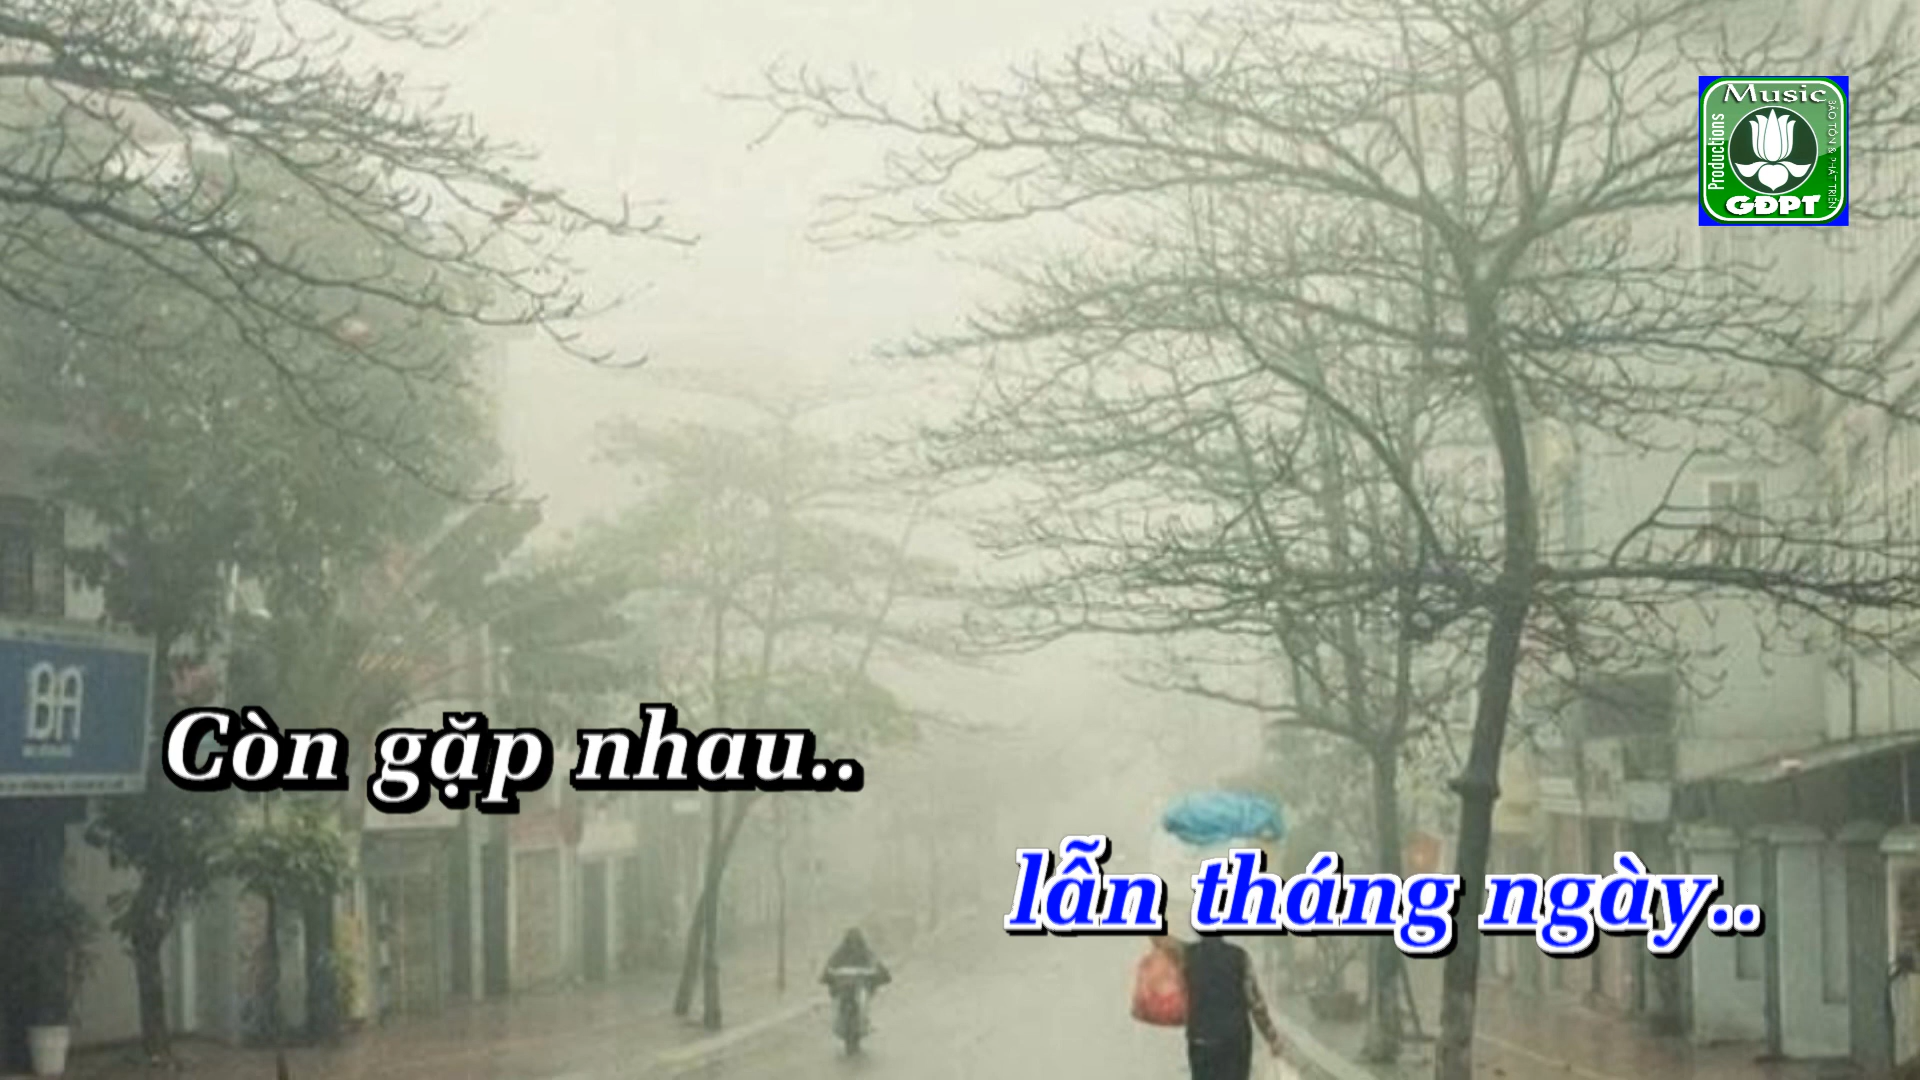 Music
Productions
BẢO TỒN & PHÁT TRIỂN
GĐPT
BA
Còn gặp nhau..
lẫn tháng ngày..